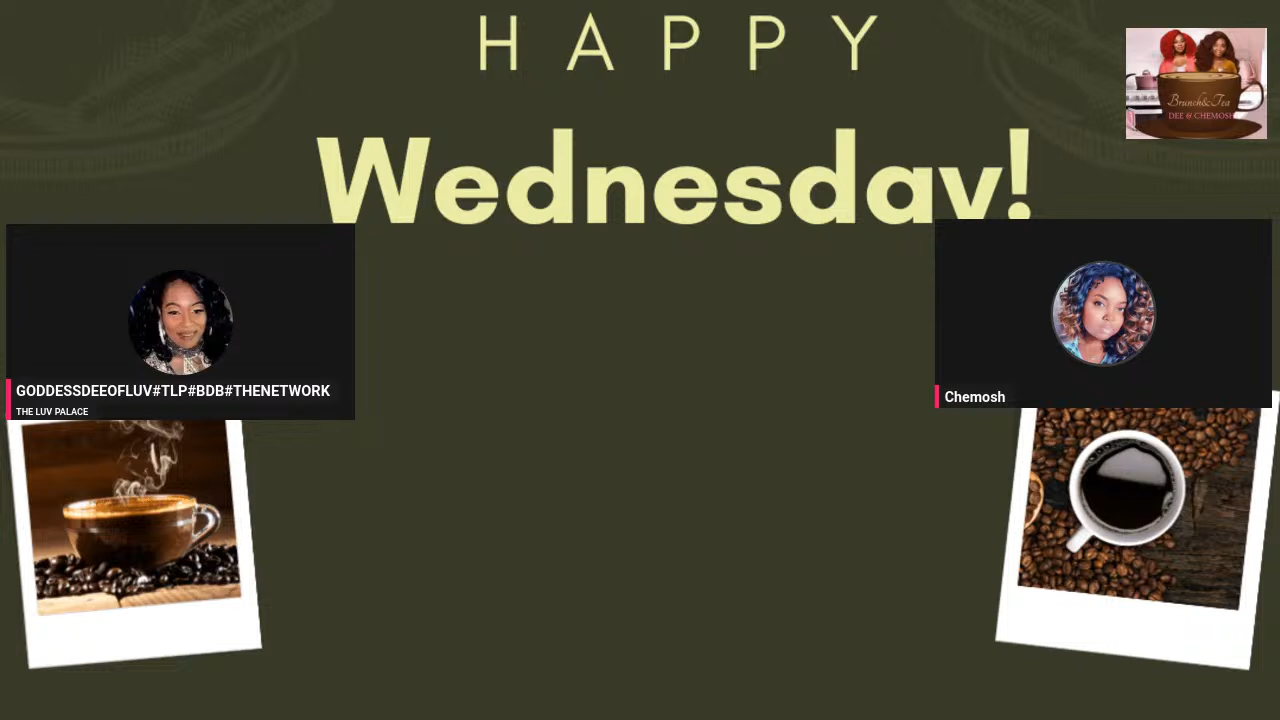 HAPPY
Wednesday!
Brunch&Tea
DEE & CHEMOSH
GODDESSDEEOFLUV#TLP#BDB#THENETWORK
THE LUV PALACE
Chemosh